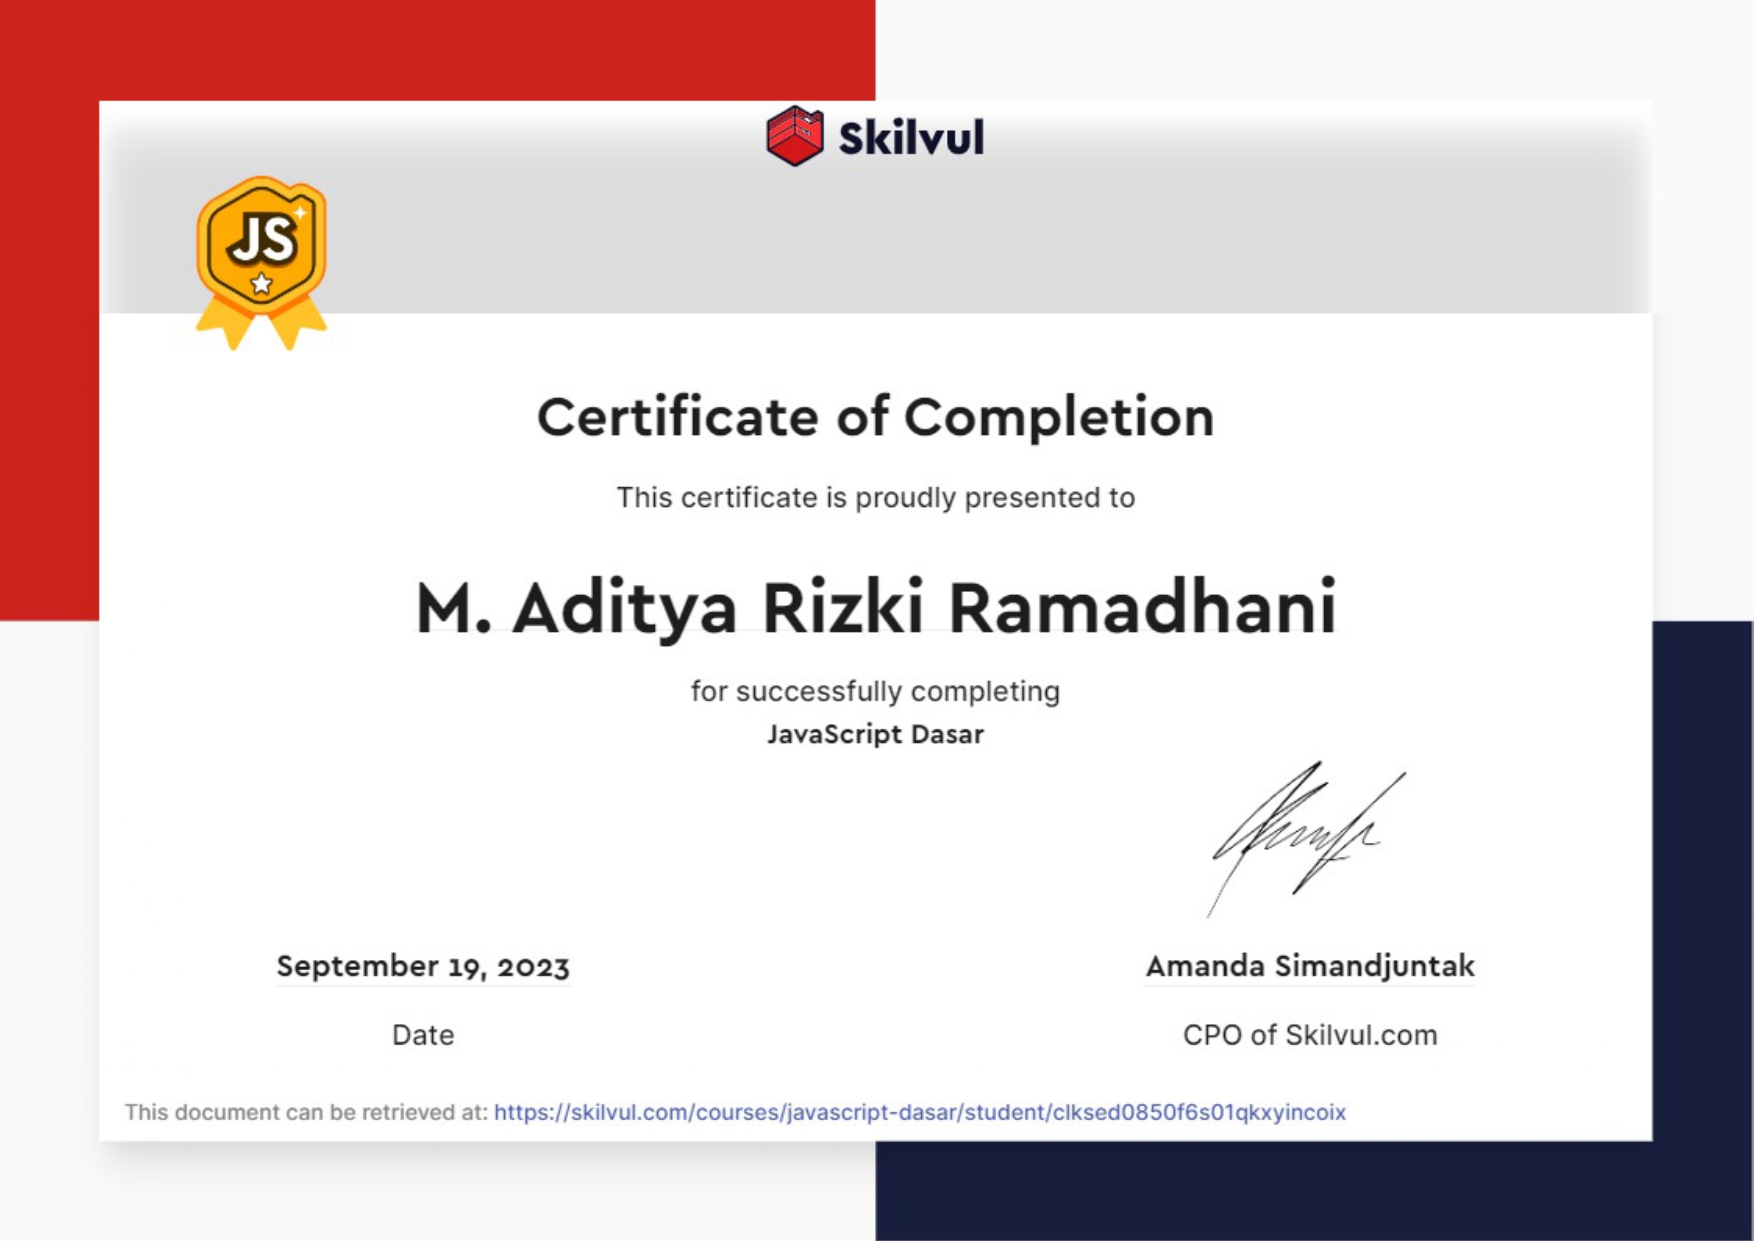 Skilvul
JS
Certificate of Completion
This certificate is proudly presented to
M. Aditya Rizki Ramadhani
for successfully completing
JavaScript Dasar
September 19, 2023
Amanda Simandjuntak
Date
CPO of Skilvul.com
This document can be retrieved at: https://skilvul.com/courses/javascript-dasar/student/clksed0850f6s01qkxyincoix